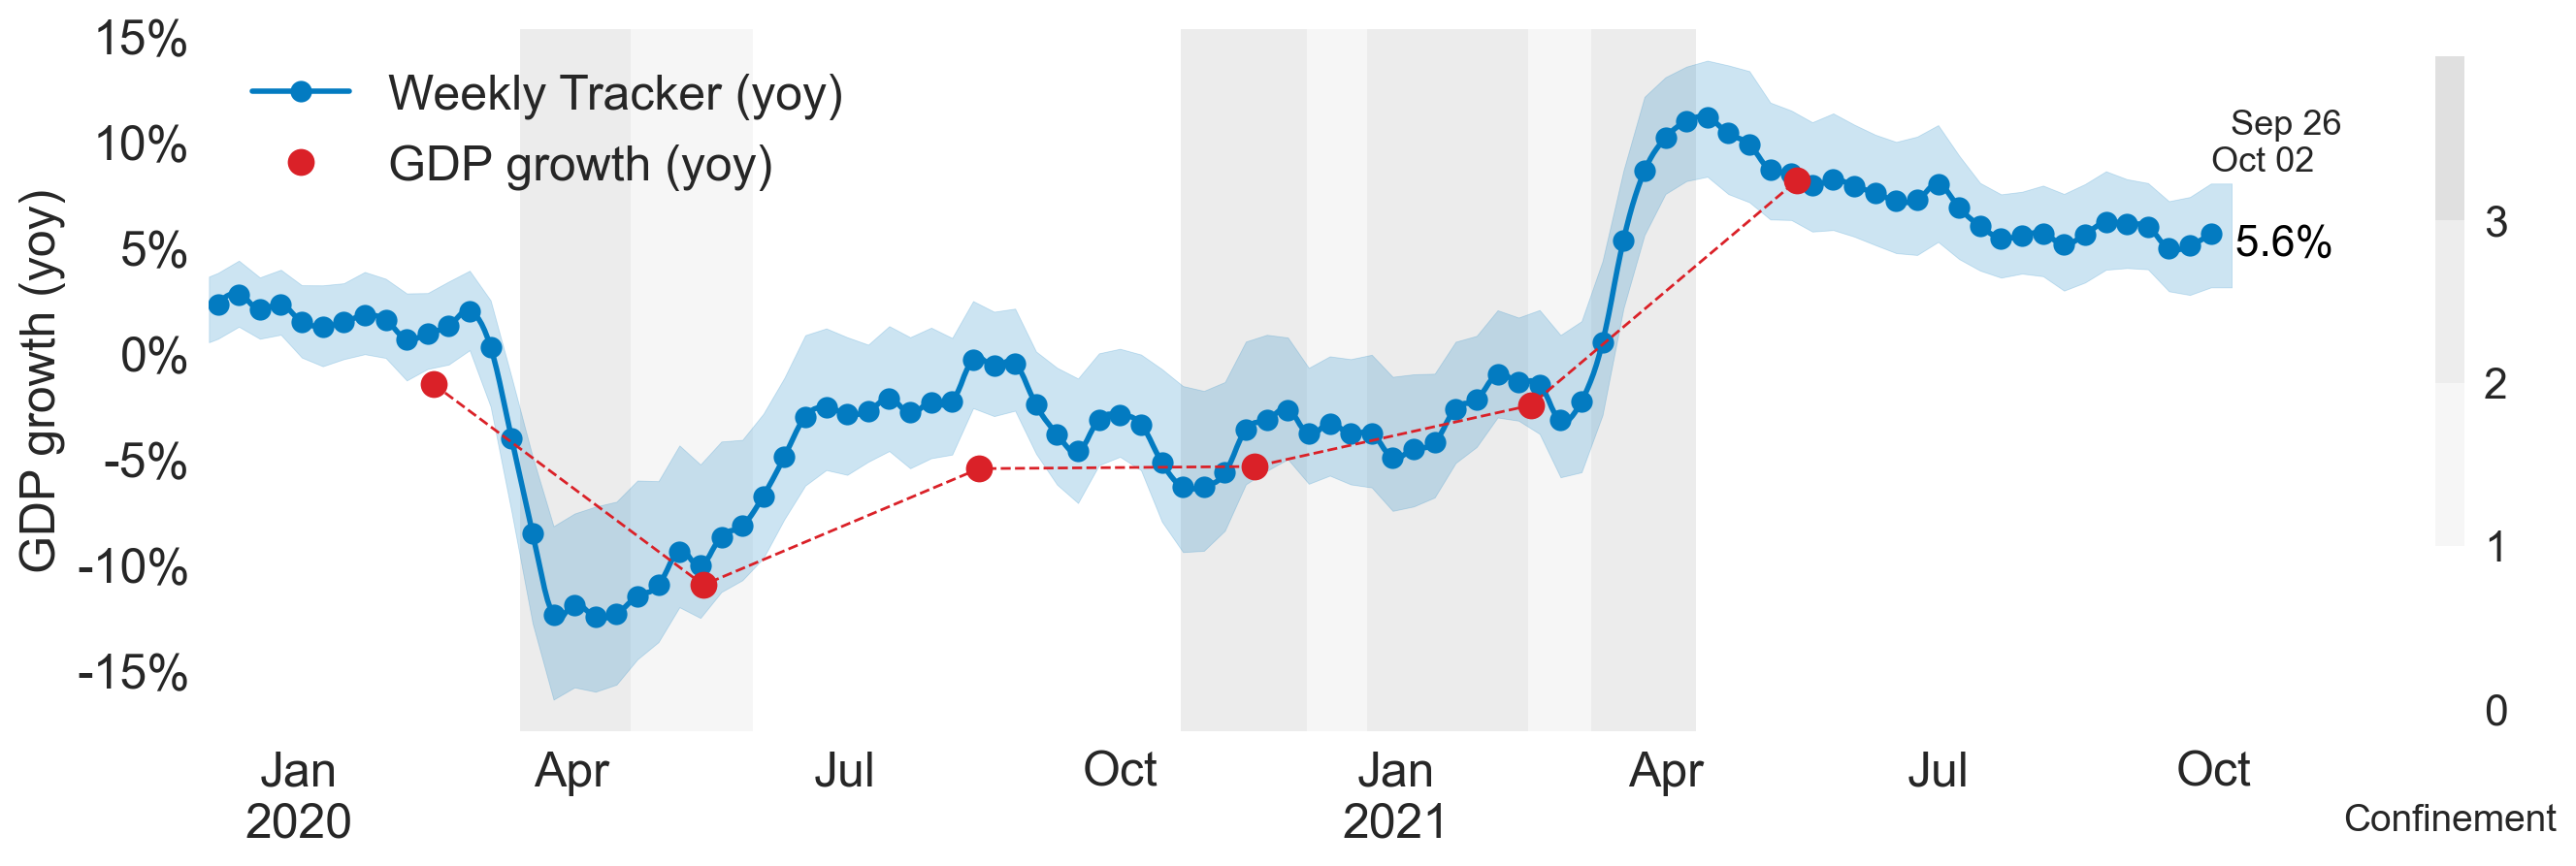 15%
10%
5%
0%
-5%
-10%
-15%
GDP growth (yoy)
Weekly Tracker (yoy)
GDP growth (yoy)
Sep 26
Oct 02
5.6%
3
2
1
0
Confinement
Jan
2020
Apr
Jul
Oct
Jan
2021
Apr
Jul
Oct